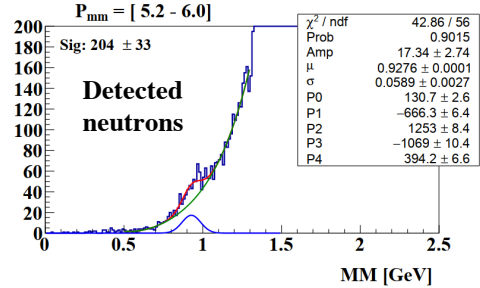 P_mm = [ 5.2 - 6.0]
Sig: 204 ± 33
Detected
neutrons
χ² / ndf 42.86 / 56
Prob 0.9015
Amp 17.34 ± 2.74
μ 0.9276 ± 0.0001
σ 0.0589 ± 0.0027
P0 130.7 ± 2.6
P1 −666.3 ± 6.4
P2 1253 ± 8.4
P3 −1069 ± 10.4
P4 394.2 ± 6.6
200
180
160
140
120
100
80
60
40
20
0
0 0.5 1 1.5 2 2.5
MM [GeV]